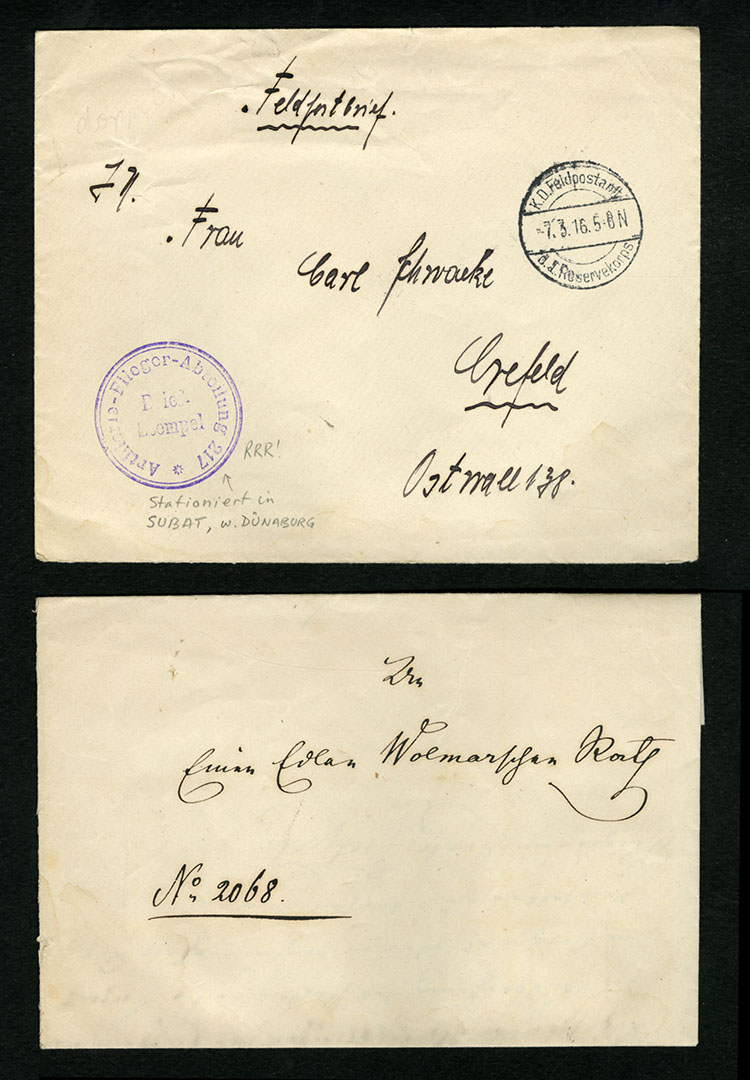 Feldpostbrief.
Frau
Carl Schwacke
Crefeld
Ostwall 138.
K.D. Feldpostamt
-7.3.16. 5-8 N
d. I. Reservekorps
Artillerie-Flieger-Abteilung 217
Brief-
Stempel
RRR!
Stationiert in
SUBAT, w. DÜNABURG
An
Einen Edlen Wolmarschen Rath
No 2068.